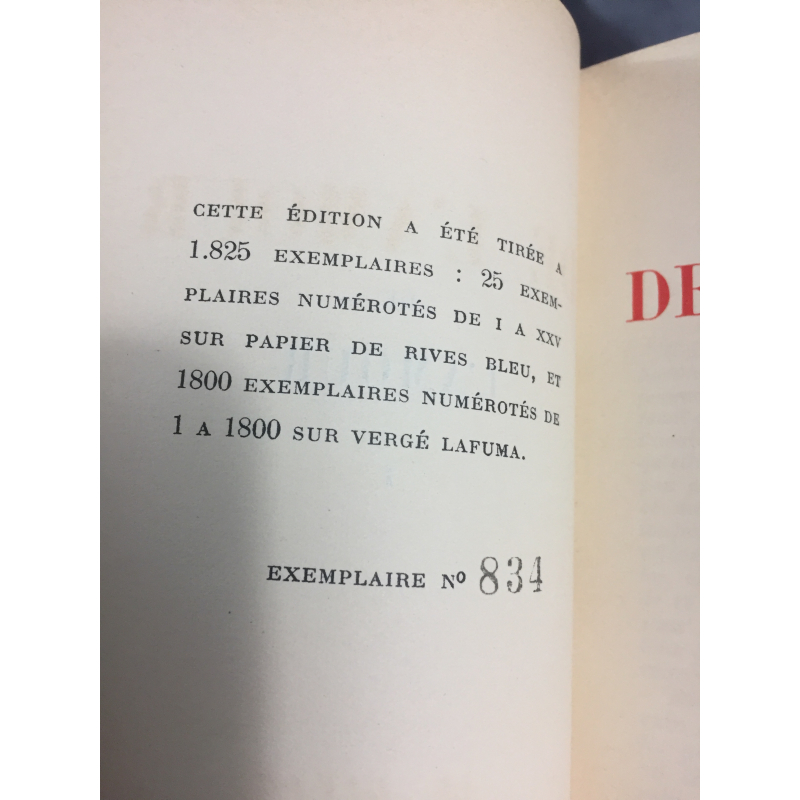 CETTE ÉDITION A ÉTÉ TIRÉE A
1.825 EXEMPLAIRES : 25 EXEM-
PLAIRES NUMÉROTÉS DE I A XXV
SUR PAPIER DE RIVES BLEU, ET
1800 EXEMPLAIRES NUMÉROTÉS DE
1 A 1800 SUR VERGÉ LAFUMA.
EXEMPLAIRE Nº 834
DE